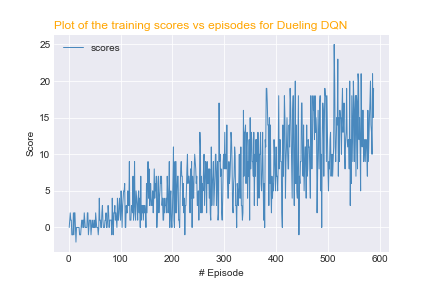 Plot of the training scores vs episodes for Dueling DQN
scores
25
20
15
10
5
0
Score
0 100 200 300 400 500 600
# Episode